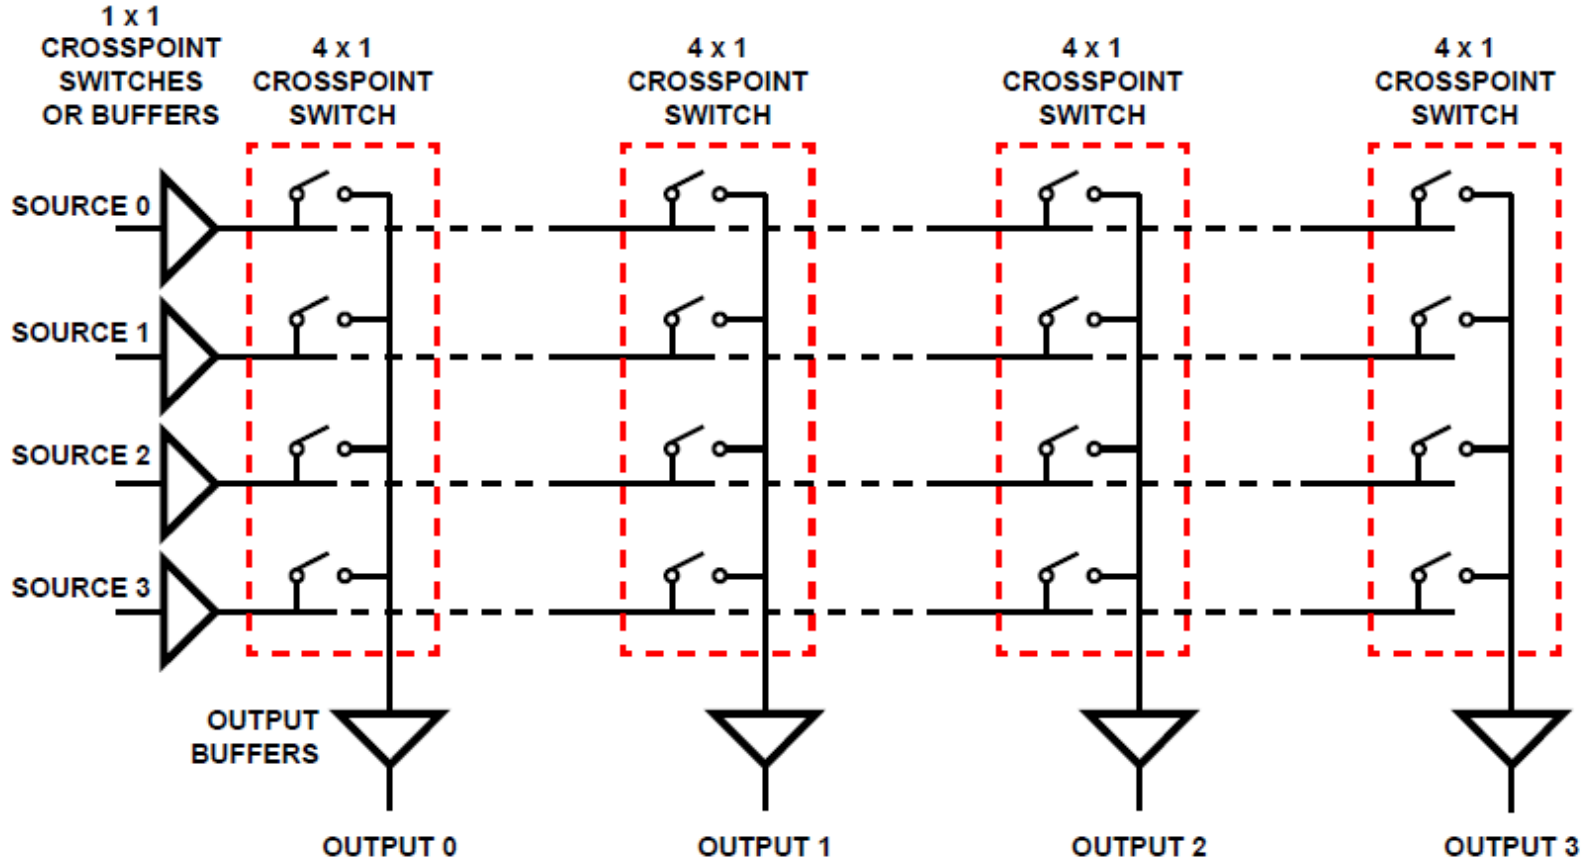 1 x 1
CROSSPOINT
SWITCHES
OR BUFFERS
4 x 1
CROSSPOINT
SWITCH
4 x 1
CROSSPOINT
SWITCH
4 x 1
CROSSPOINT
SWITCH
4 x 1
CROSSPOINT
SWITCH
SOURCE 0
SOURCE 1
SOURCE 2
SOURCE 3
OUTPUT
BUFFERS
OUTPUT 0
OUTPUT 1
OUTPUT 2
OUTPUT 3